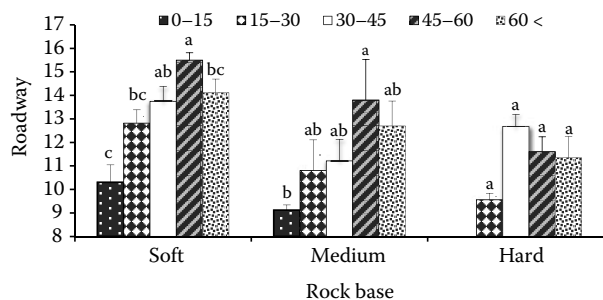 0–15 15–30 30–45 45–60 60 <
17
16
15
14
13
12
11
10
9
8
Roadway
c bc ab a bc
b ab ab a ab
a a a a
Soft Medium Hard
Rock base